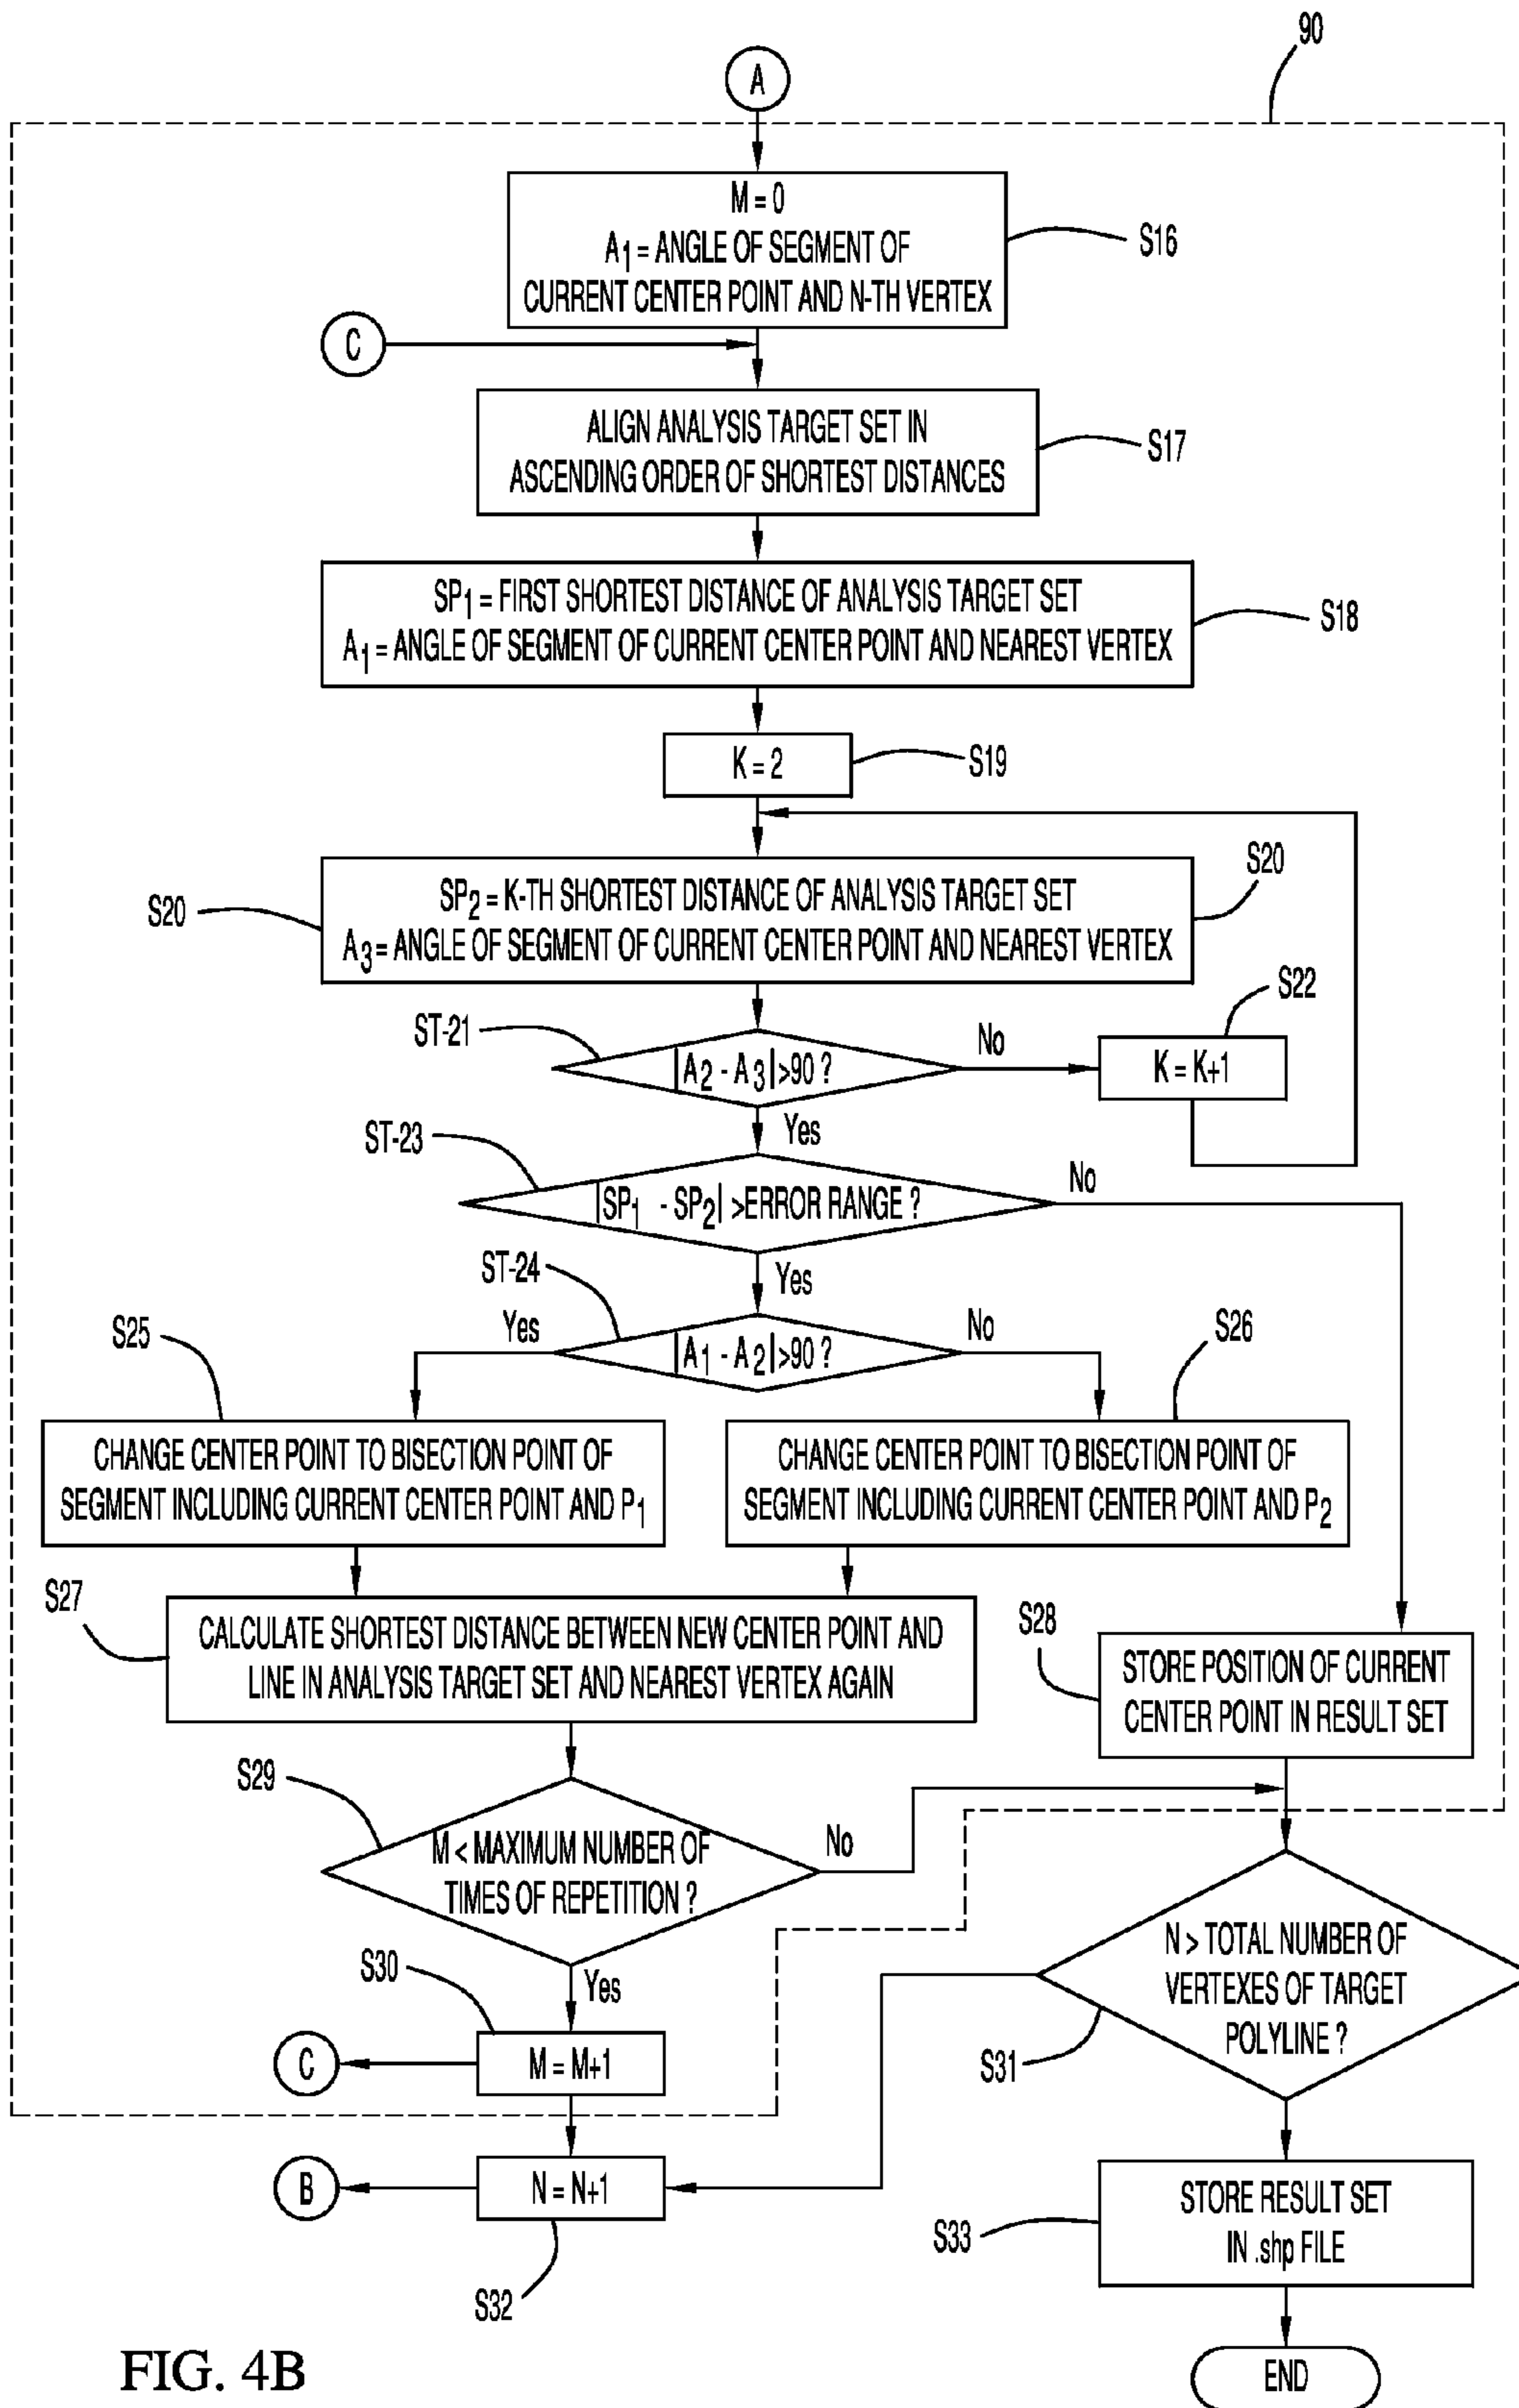 90
A
M = 0
A1 = ANGLE OF SEGMENT OF
CURRENT CENTER POINT AND N-TH VERTEX
S16
C
ALIGN ANALYSIS TARGET SET IN
ASCENDING ORDER OF SHORTEST DISTANCES
S17
SP1 = FIRST SHORTEST DISTANCE OF ANALYSIS TARGET SET
A1 = ANGLE OF SEGMENT OF CURRENT CENTER POINT AND NEAREST VERTEX
S18
K = 2
S19
S20
SP2 = K-TH SHORTEST DISTANCE OF ANALYSIS TARGET SET
A3 = ANGLE OF SEGMENT OF CURRENT CENTER POINT AND NEAREST VERTEX
S20
ST-21
|A2 - A3|>90 ?
No
S22
K = K+1
Yes
ST-23
|SP1 - SP2| >ERROR RANGE ?
No
Yes
ST-24
|A1 - A2|>90 ?
Yes
No
S25
CHANGE CENTER POINT TO BISECTION POINT OF
SEGMENT INCLUDING CURRENT CENTER POINT AND P1
S26
CHANGE CENTER POINT TO BISECTION POINT OF
SEGMENT INCLUDING CURRENT CENTER POINT AND P2
S27
CALCULATE SHORTEST DISTANCE BETWEEN NEW CENTER POINT AND
LINE IN ANALYSIS TARGET SET AND NEAREST VERTEX AGAIN
S28
STORE POSITION OF CURRENT
CENTER POINT IN RESULT SET
S29
M < MAXIMUM NUMBER OF
TIMES OF REPETITION ?
No
Yes
S30
M = M+1
C
N > TOTAL NUMBER OF
VERTEXES OF TARGET
POLYLINE ?
S31
B
N = N+1
S32
STORE RESULT SET
IN .shp FILE
S33
END
FIG. 4B